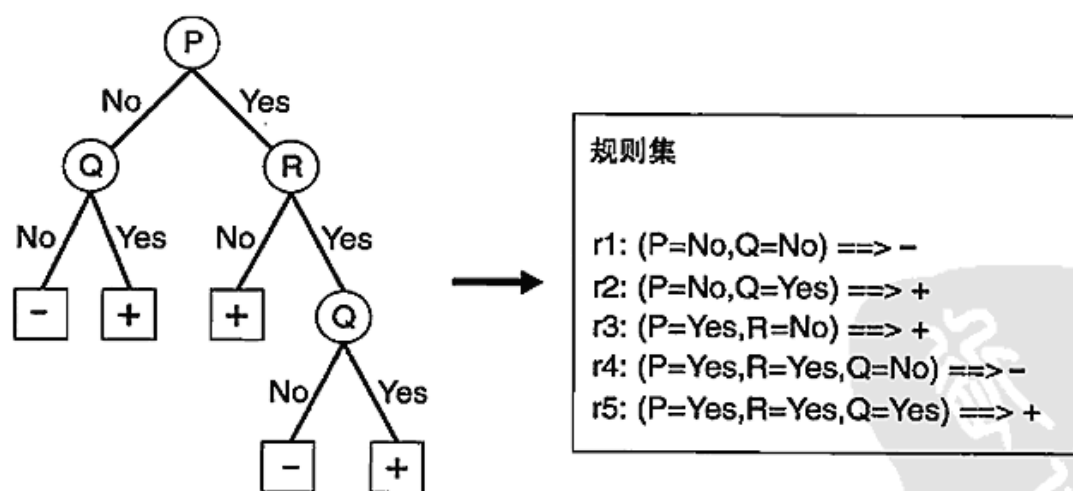 P
No Yes
Q R
No Yes No Yes
- + + Q
No Yes
- +
规则集
r1: (P=No,Q=No) ==> −
r2: (P=No,Q=Yes) ==> +
r3: (P=Yes,R=No) ==> +
r4: (P=Yes,R=Yes,Q=No) ==> −
r5: (P=Yes,R=Yes,Q=Yes) ==> +